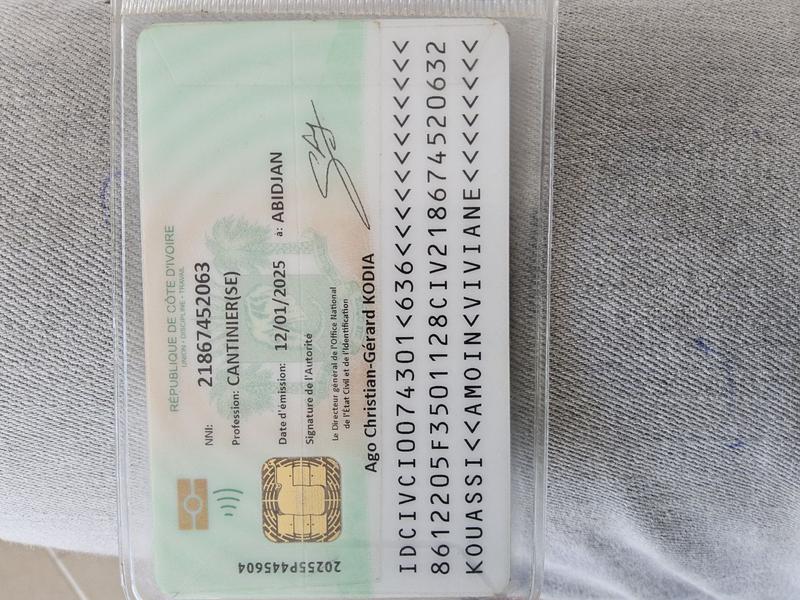 RÉPUBLIQUE DE CÔTE D'IVOIRE
UNION - DISCIPLINE - TRAVAIL
NNI: 21867452063
Profession: CANTINIER(SE)
Date d'émission: 12/01/2025 à: ABIDJAN
Signature de l'Autorité
Le Directeur général de l'Office National
de l'État Civil et de l'Identification
Ago Christian-Gérard KODIA
20255P445604
IDCIVCI0074301<636<<<<<<<<<<<<
8612205F3501128CIV218674520632
KOUASSI<<AMOIN<VIVIANE<<<<<<<<